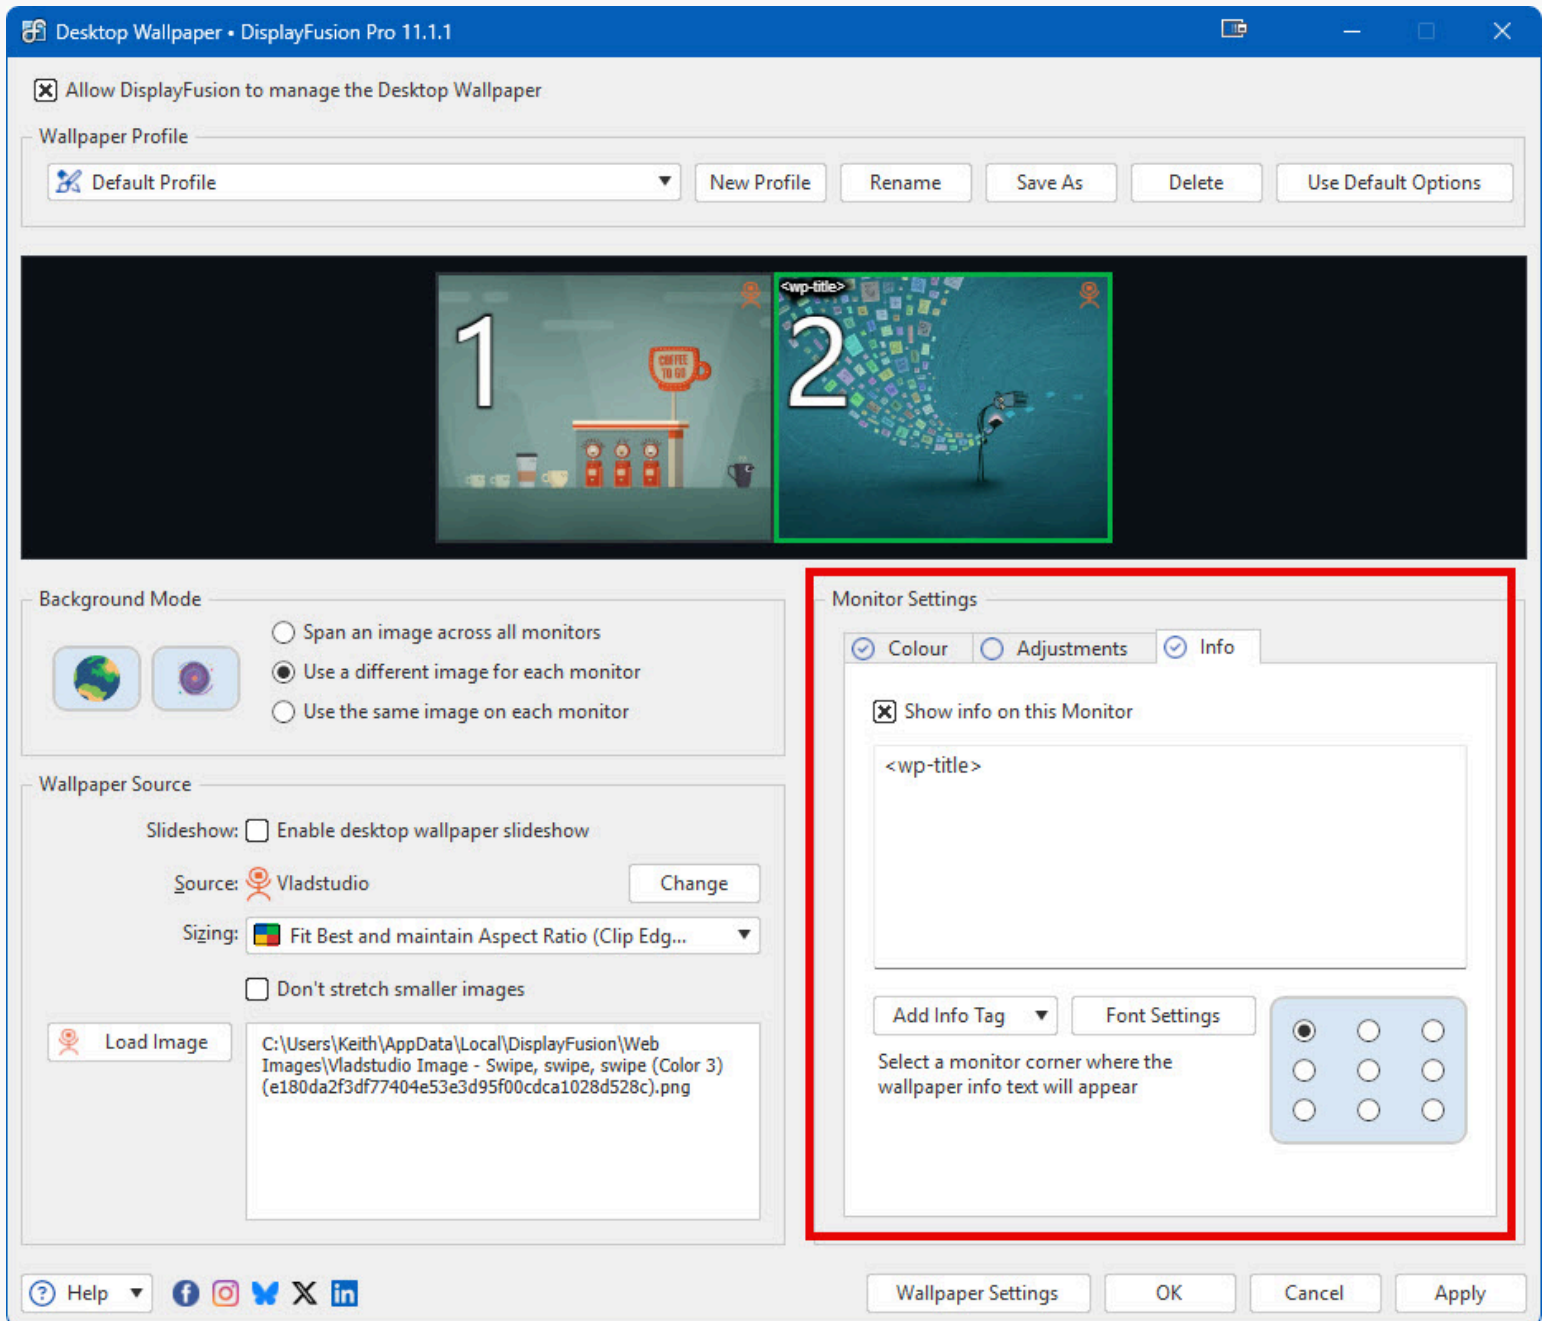 Desktop Wallpaper • DisplayFusion Pro 11.1.1
Allow DisplayFusion to manage the Desktop Wallpaper
Wallpaper Profile
Default Profile
New Profile
Rename
Save As
Delete
Use Default Options
1
COFFEE
TO GO
<wp-title>
2
Background Mode
Span an image across all monitors
Use a different image for each monitor
Use the same image on each monitor
Wallpaper Source
Slideshow:
Enable desktop wallpaper slideshow
Source:
Vladstudio
Change
Sizing:
Fit Best and maintain Aspect Ratio (Clip Edg...
Don't stretch smaller images
Load Image
C:\Users\Keith\AppData\Local\DisplayFusion\Web
Images\Vladstudio Image - Swipe, swipe, swipe (Color 3)
(e180da2f3df77404e53e3d95f00cdca1028d528c).png
Monitor Settings
Colour
Adjustments
Info
Show info on this Monitor
<wp-title>
Add Info Tag
Font Settings
Select a monitor corner where the
wallpaper info text will appear
Help
Wallpaper Settings
OK
Cancel
Apply